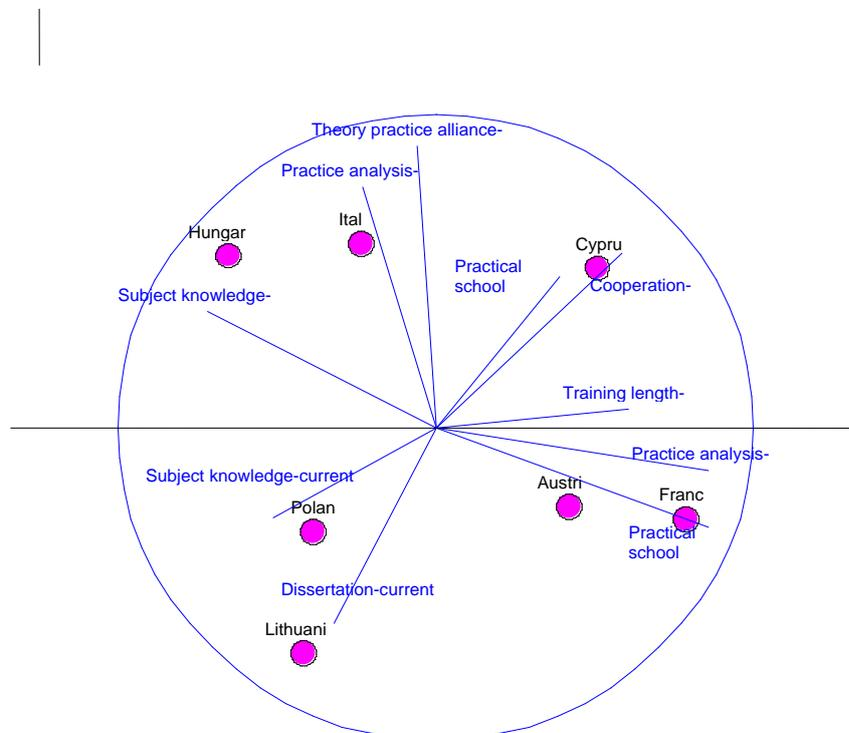 Theory practice alliance-
Practice analysis-
Ital
Hungar
Cypru
Practical
school
Cooperation-
Subject knowledge-
Training length-
Practice analysis-
Subject knowledge-current
Austri
Franc
Polan
Practical
school
Dissertation-current
Lithuani